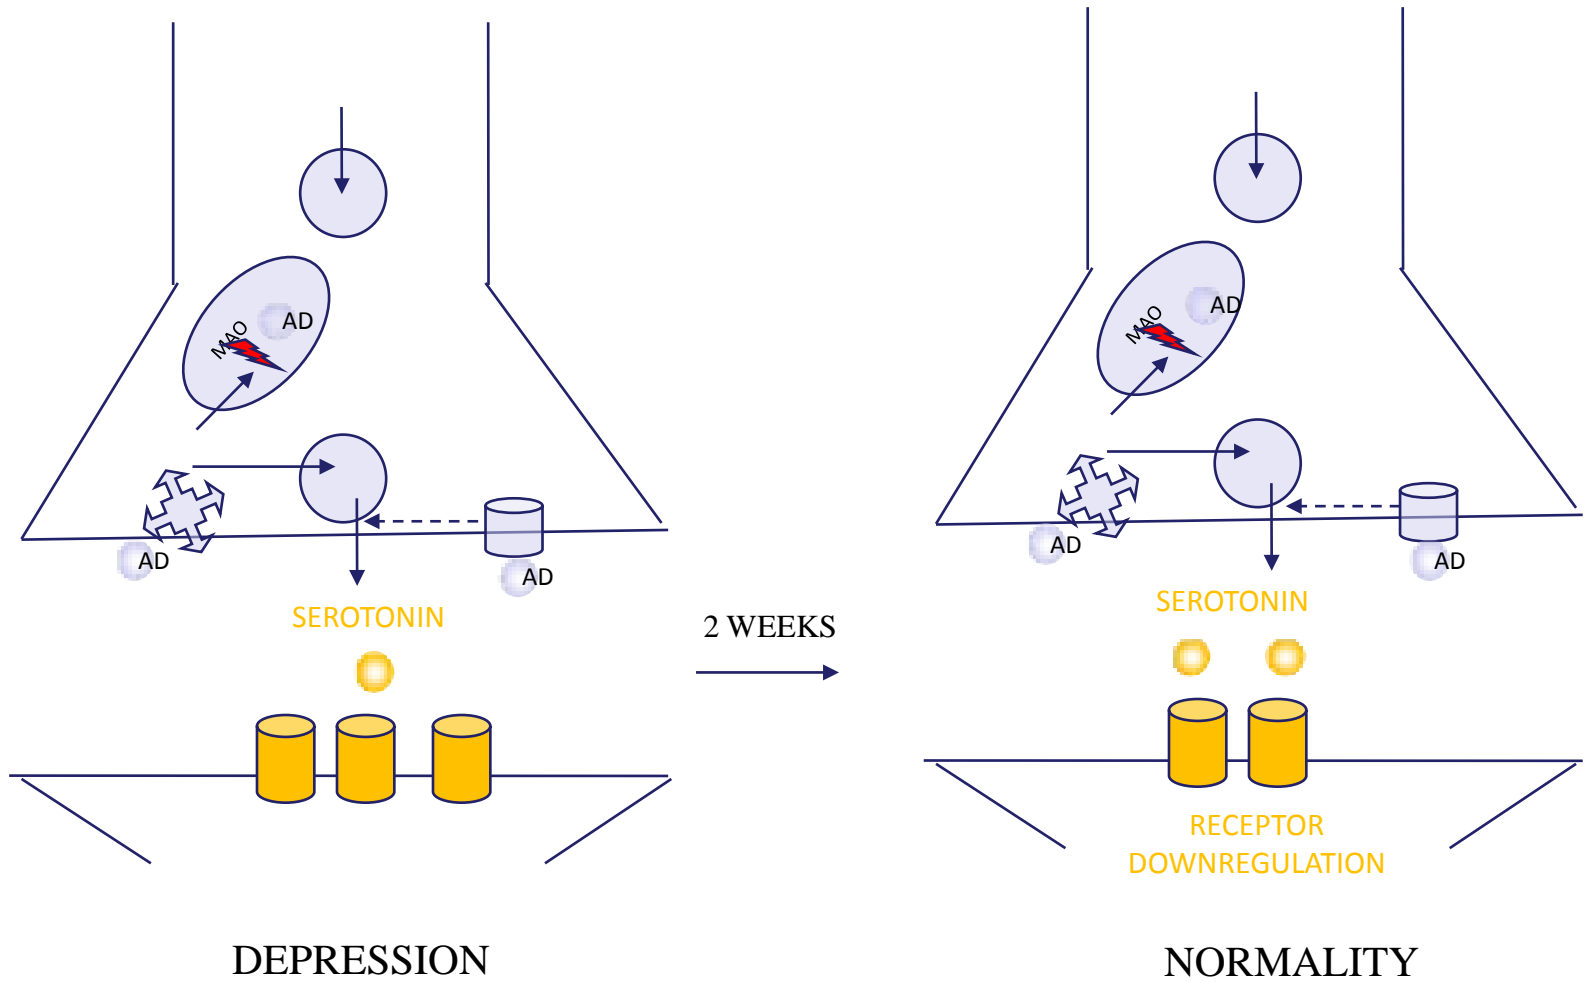 MAO
AD
AD
AD
SEROTONIN
DEPRESSION
2 WEEKS
MAO
AD
AD
AD
SEROTONIN
RECEPTOR
DOWNREGULATION
NORMALITY